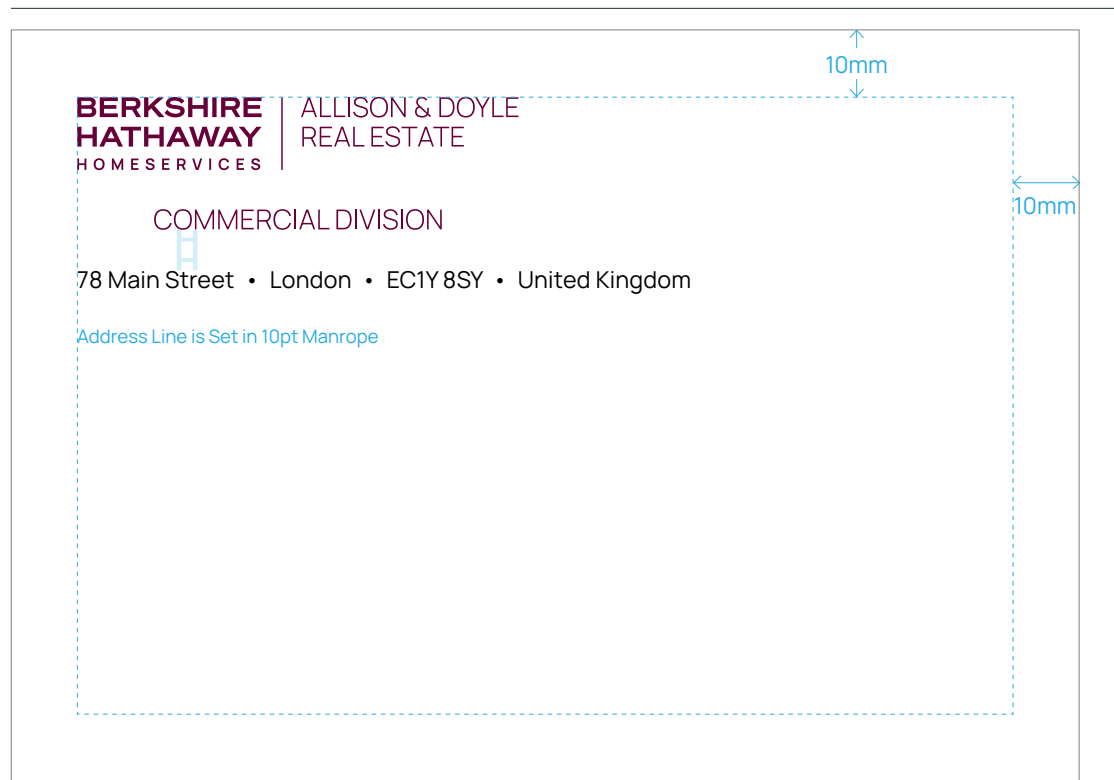 10mm
BERKSHIRE
HATHAWAY
HOMESERVICES
ALLISON & DOYLE
REAL ESTATE
10mm
COMMERCIAL DIVISION
H
H
78 Main Street • London • EC1Y 8SY • United Kingdom
Address Line is Set in 10pt Manrope